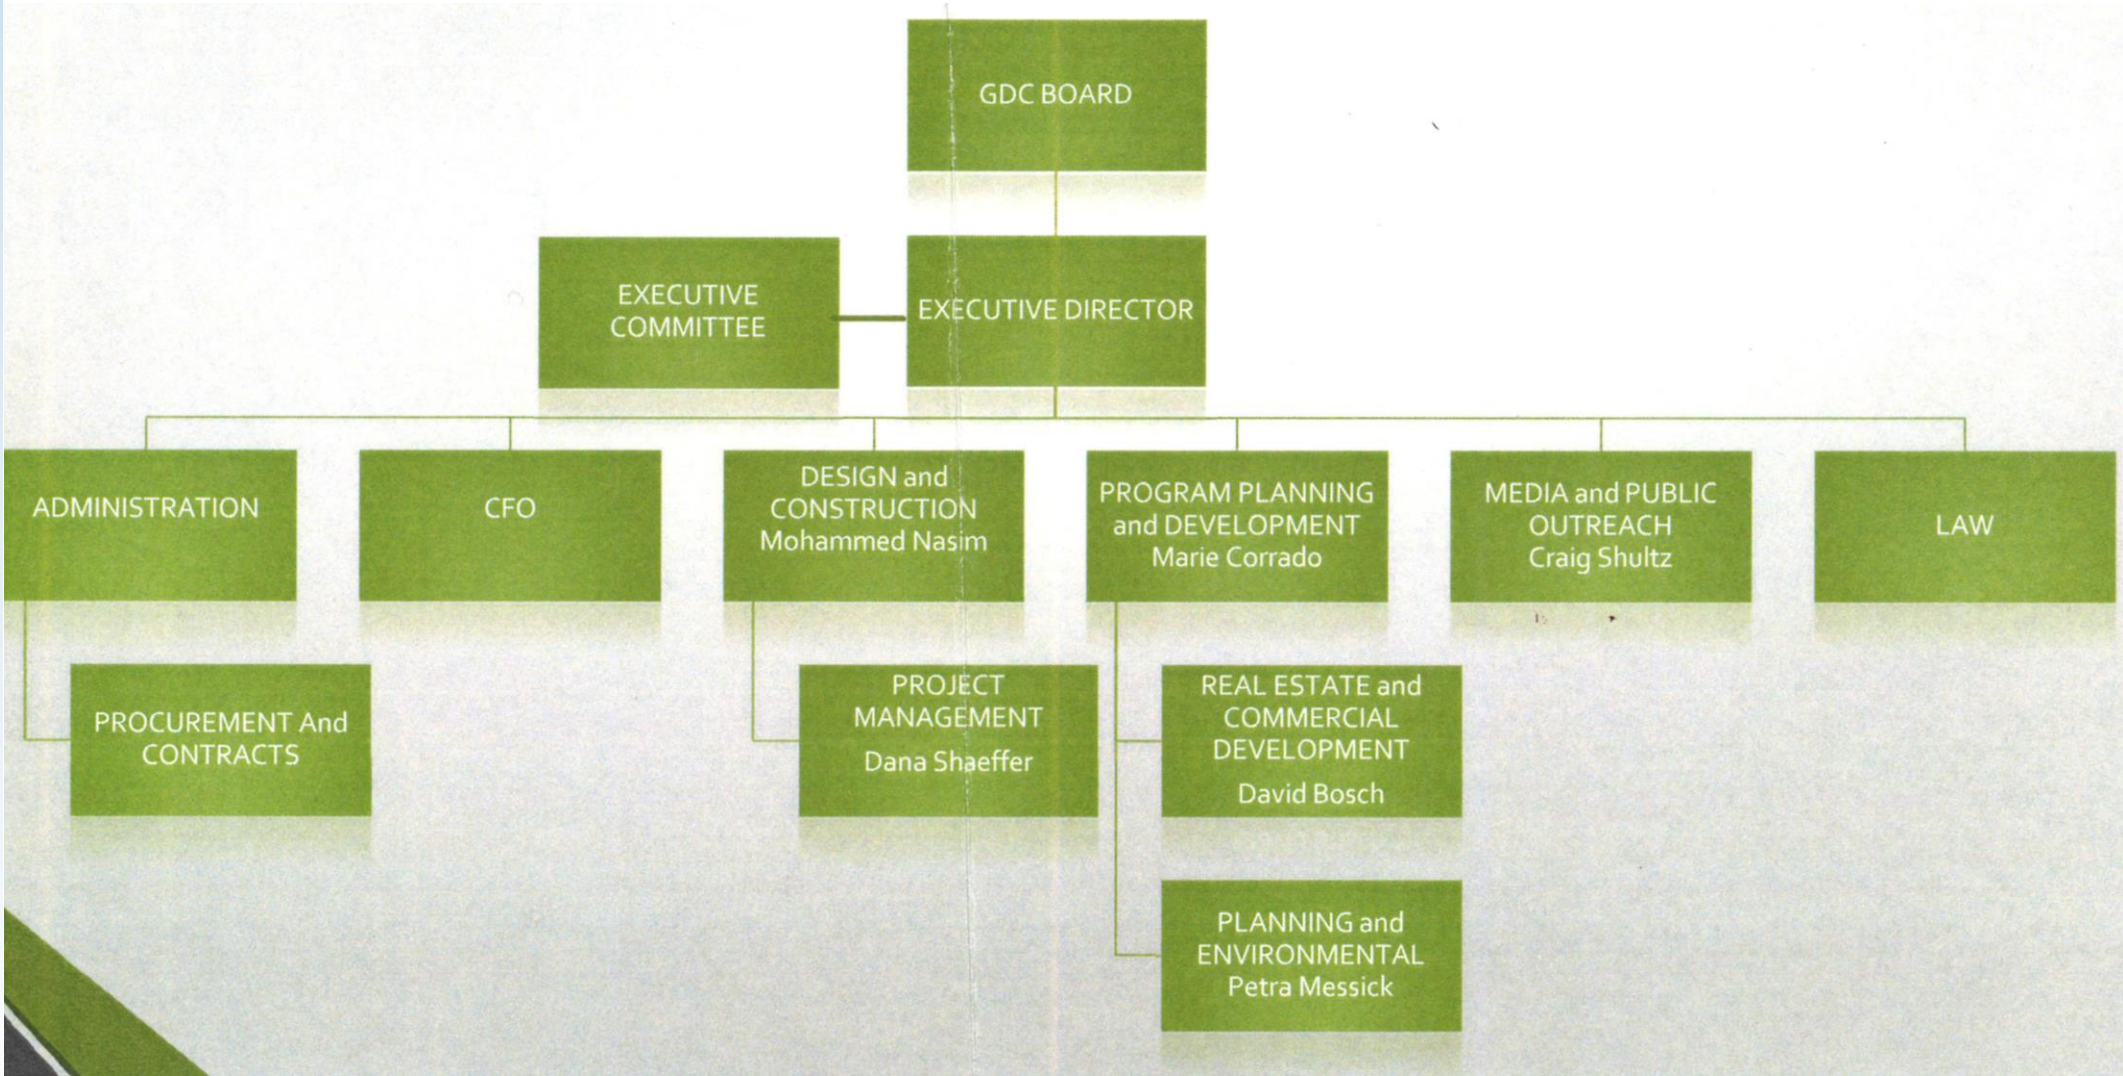 GDC BOARD
EXECUTIVE
COMMITTEE
EXECUTIVE DIRECTOR
ADMINISTRATION
CFO
DESIGN and
CONSTRUCTION
Mohammed Nasim
PROGRAM PLANNING
and DEVELOPMENT
Marie Corrado
MEDIA and PUBLIC
OUTREACH
Craig Shultz
LAW
PROCUREMENT And
CONTRACTS
PROJECT
MANAGEMENT
Dana Shaeffer
REAL ESTATE and
COMMERCIAL
DEVELOPMENT
David Bosch
PLANNING and
ENVIRONMENTAL
Petra Messick